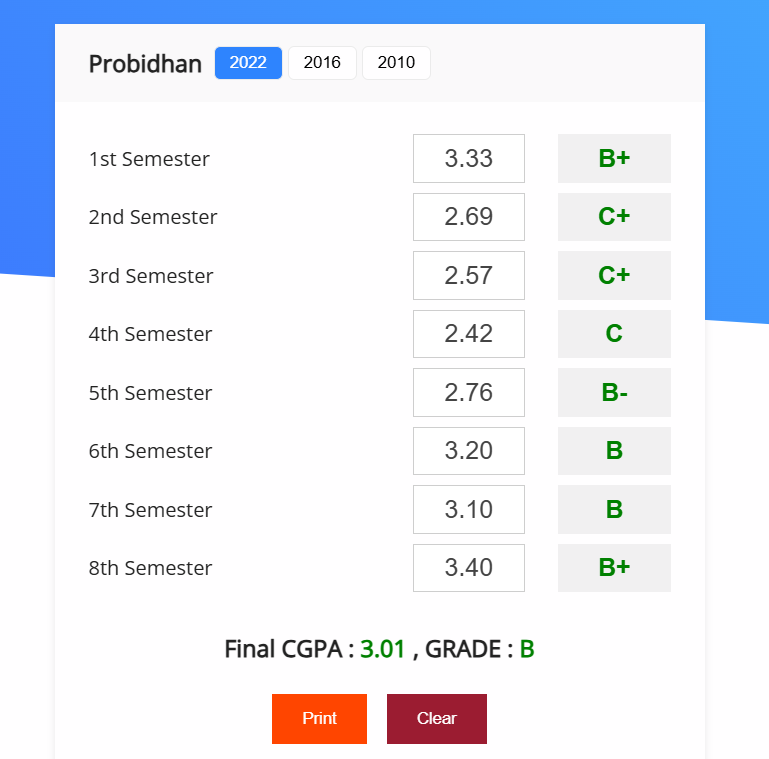 Probidhan 2022 2016 2010
1st Semester 3.33 B+
2nd Semester 2.69 C+
3rd Semester 2.57 C+
4th Semester 2.42 C
5th Semester 2.76 B-
6th Semester 3.20 B
7th Semester 3.10 B
8th Semester 3.40 B+
Final CGPA : 3.01 , GRADE : B
Print Clear